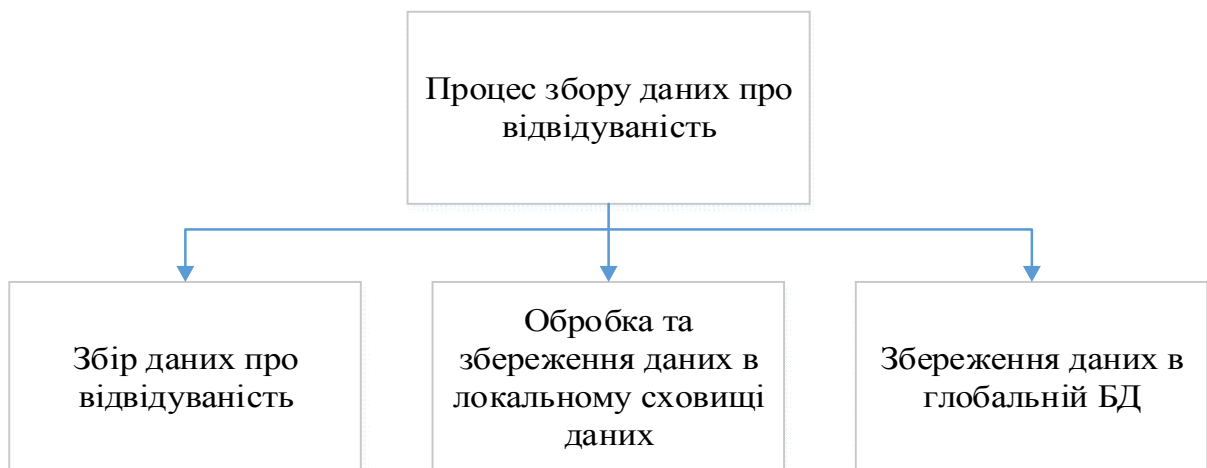 Процес збору даних про
відвідуваність
Збір даних про
відвідуваність
Обробка та
збереження даних в
локальному сховищі
даних
Збереження даних в
глобальній БД